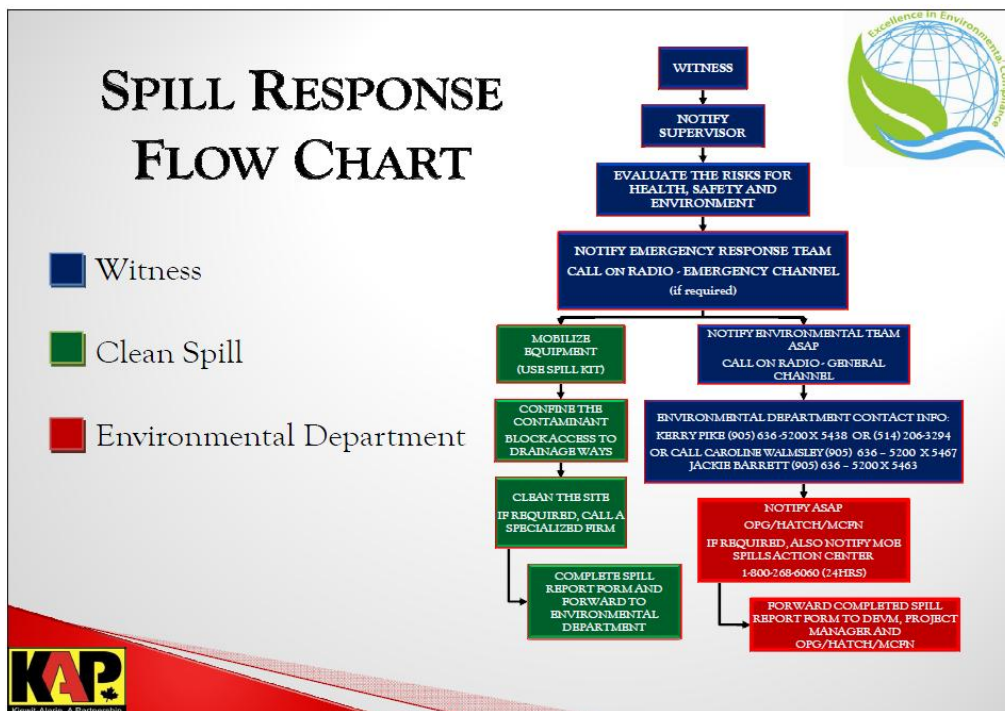 SPILL RESPONSE
FLOW CHART
Witness
Clean Spill
Environmental Department
Excellence in Environmental Compliance
WITNESS
NOTIFY
SUPERVISOR
EVALUATE THE RISKS FOR
HEALTH, SAFETY AND
ENVIRONMENT
NOTIFY EMERGENCY RESPONSE TEAM
CALL ON RADIO - EMERGENCY CHANNEL
(if required)
MOBILIZE
EQUIPMENT
(USE SPILL KIT)
CONFINE THE
CONTAMINANT
BLOCK ACCESS TO
DRAINAGE WAYS
CLEAN THE SITE
IF REQUIRED, CALL A
SPECIALIZED FIRM
COMPLETE SPILL
REPORT FORM AND
FORWARD TO
ENVIRONMENTAL
DEPARTMENT
NOTIFY ENVIRONMENTAL TEAM
ASAP
CALL ON RADIO - GENERAL
CHANNEL
ENVIRONMENTAL DEPARTMENT CONTACT INFO:
KERRY PIKE (905) 636 -5200 X 5438 OR (514) 206-3294
OR CALL CAROLINE WALMSLEY (905) 636 – 5200 X 5467
JACKIE BARRETT (905) 636 – 5200 X 5463
NOTIFY ASAP
OPG/HATCH/MCFN
IF REQUIRED, ALSO NOTIFY MOE
SPILLS ACTION CENTER
1-800-268-6060 (24HRS)
FORWARD COMPLETED SPILL
REPORT FORM TO DBVM, PROJECT
MANAGER AND
OPG/HATCH/MCFN
KAP
Kiewit-Alarie, A Partnership